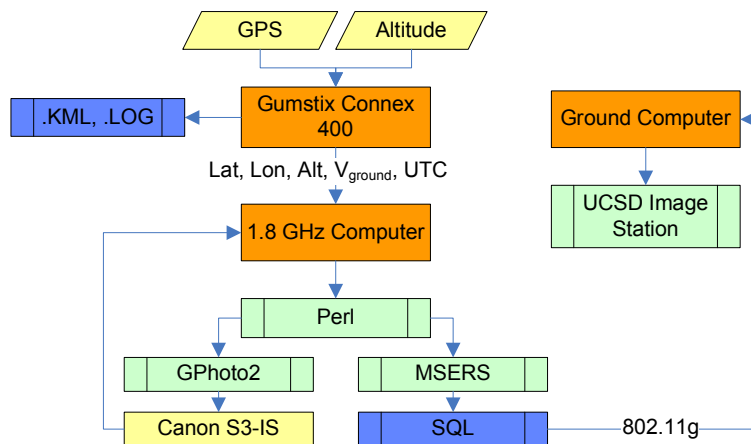 GPS
Altitude
Gumstix Connex
400
.KML, .LOG
Ground Computer
Lat, Lon, Alt, Vground, UTC
UCSD Image
Station
1.8 GHz Computer
Perl
GPhoto2
MSERS
Canon S3-IS
SQL
802.11g